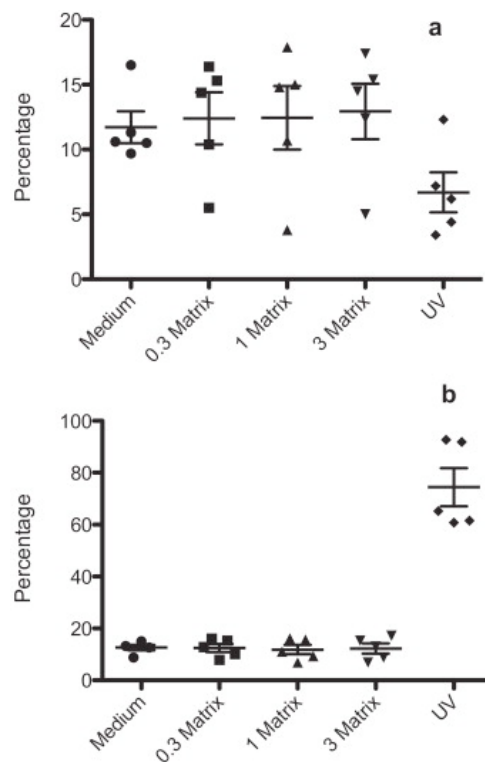 a
20
15
10
5
0
Percentage
Medium
0.3 Matrix
1 Matrix
3 Matrix
UV
b
100
80
60
40
20
0
Percentage
Medium
0.3 Matrix
1 Matrix
3 Matrix
UV